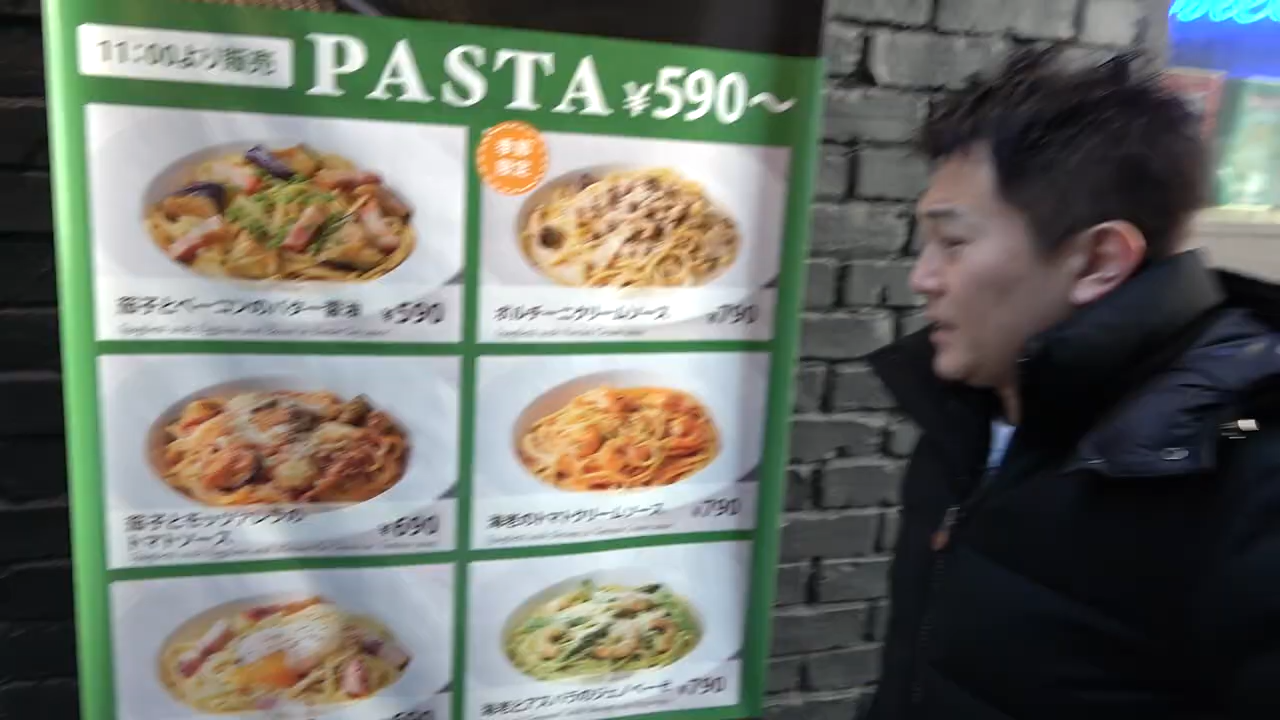 11:00より販売
PASTA ¥590～
季節
限定
茄子とベーコンのバター醤油 ¥590
ポルチーニクリームソース ¥790
茄子とモッツァレラの
トマトソース ¥690
海老のトマトクリームソース ¥790
海老とアスパラのジェノベーゼ ¥790